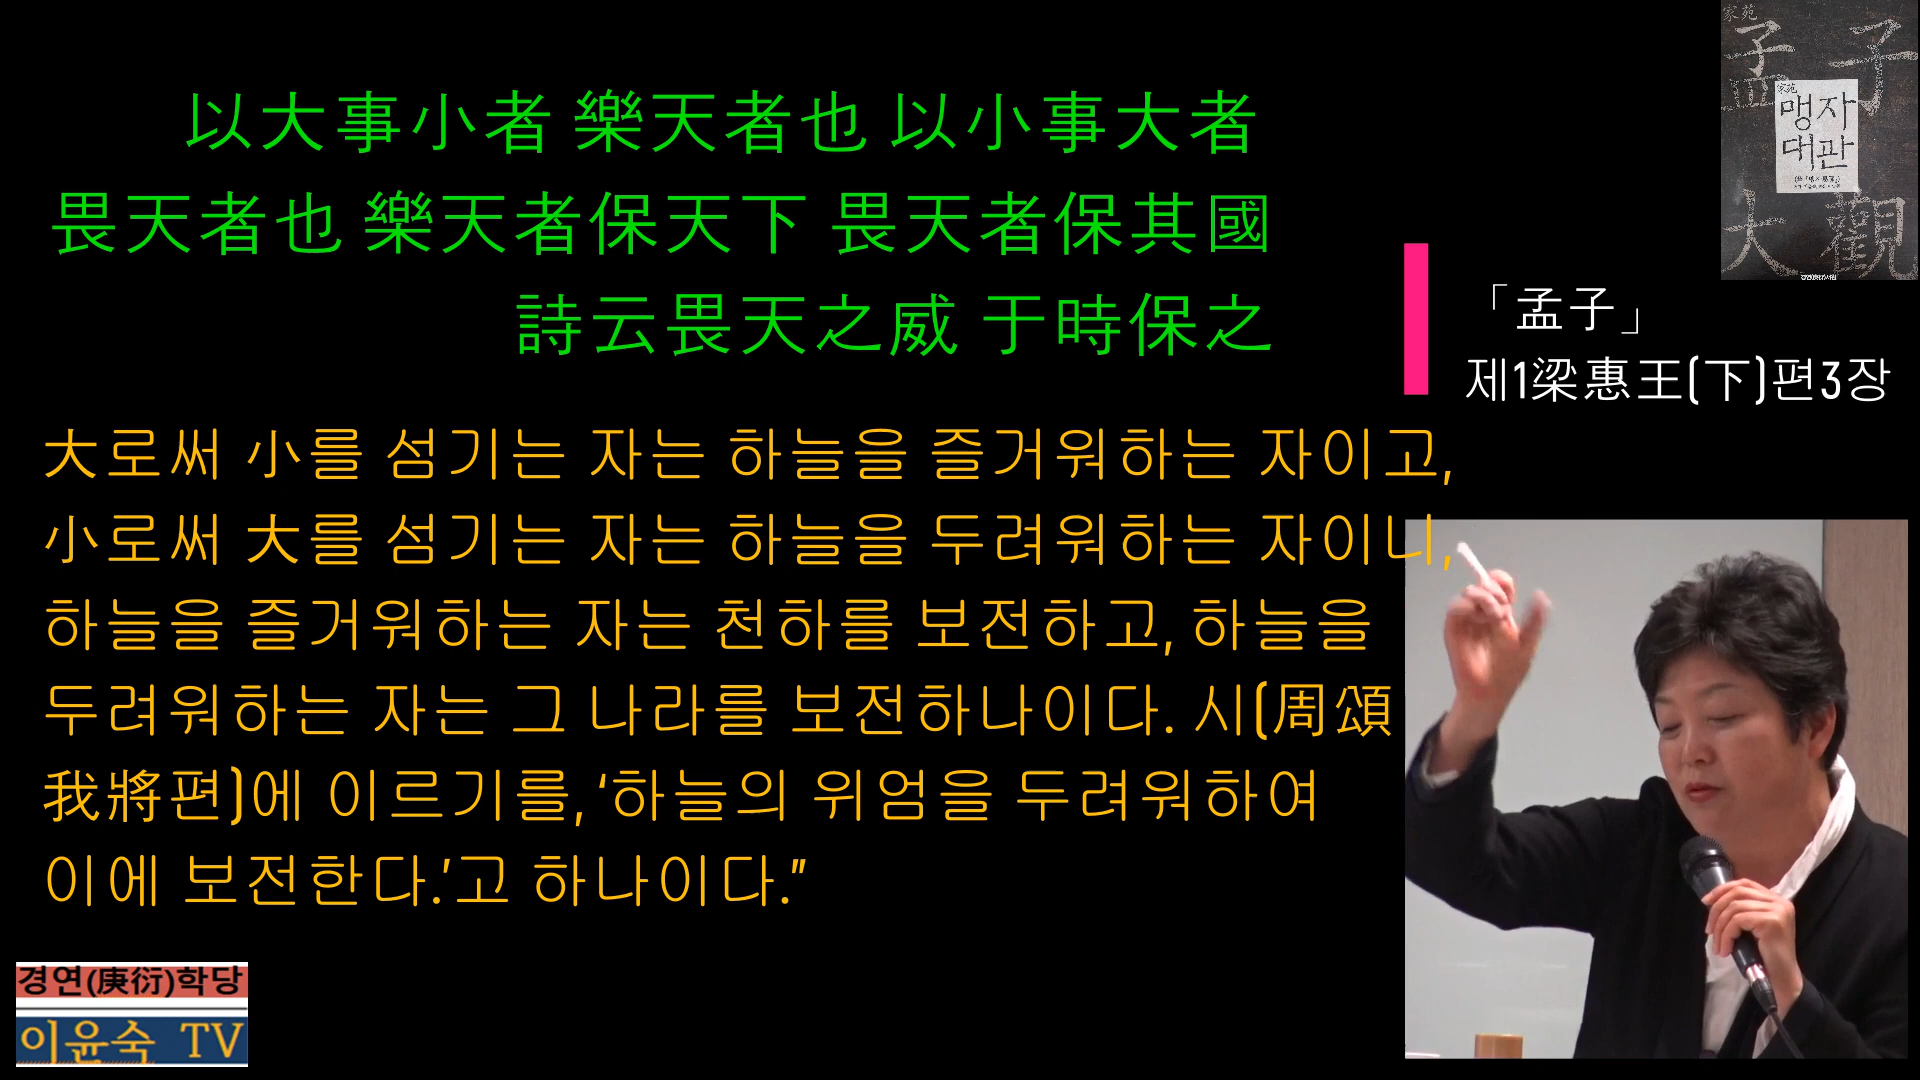 以大事小者 樂天者也 以小事大者
畏天者也 樂天者保天下 畏天者保其國
詩云畏天之威 于時保之
大로써 小를 섬기는 자는 하늘을 즐거워하는 자이고,
小로써 大를 섬기는 자는 하늘을 두려워하는 자이니,
하늘을 즐거워하는 자는 천하를 보전하고, 하늘을
두려워하는 자는 그 나라를 보전하나이다. 시(周頌
我將편)에 이르기를, ‘하늘의 위엄을 두려워하여
이에 보전한다.’고 하나이다.”
家苑
孟子
家苑
맹자
대관
大觀
「孟子」
제1梁惠王(下)편3장
경연(庚衍)학당
이윤숙 TV